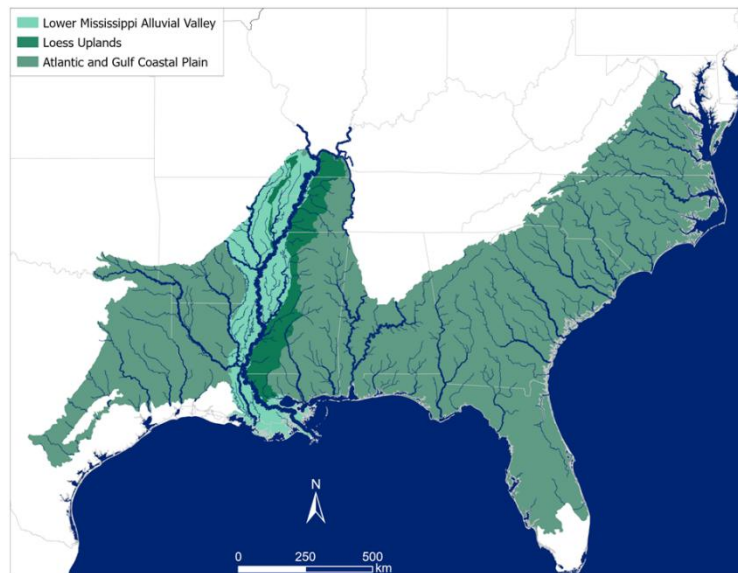 Lower Mississippi Alluvial Valley
Loess Uplands
Atlantic and Gulf Coastal Plain
N
0 250 500
km